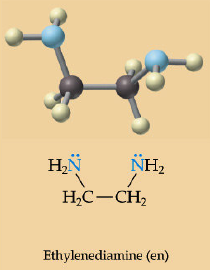 H₂N̈ N̈H₂
H₂C—CH₂
Ethylenediamine (en)